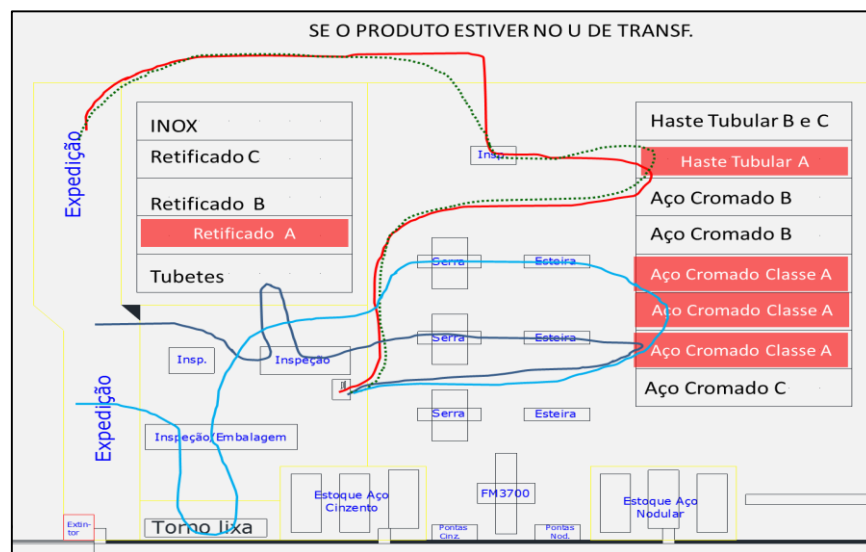 SE O PRODUTO ESTIVER NO U DE TRANSF.
Expedição
INOX
Retificado C
Retificado B
Retificado A
Tubetes
Insp.
Haste Tubular B e C
Haste Tubular A
Aço Cromado B
Aço Cromado B
Aço Cromado Classe A
Aço Cromado Classe A
Aço Cromado Classe A
Aço Cromado C
Serra
Esteira
Serra
Esteira
Serra
Esteira
Insp.
Inspeção
Expedição
Inspeção/Embalagem
Torno lixa
Extin-
tor
Estoque Aço
Cinzento
FM3700
Estoque Aço
Nodular
Pontas
Cinz.
Pontas
Nod.